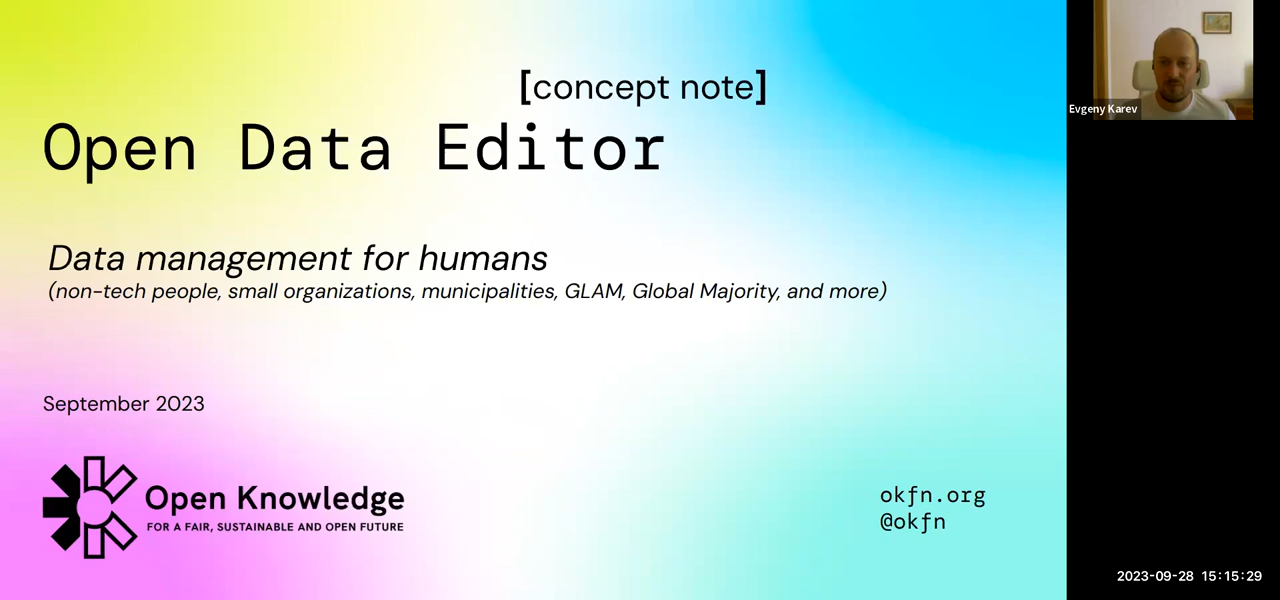 [concept note]
Open Data Editor
Data management for humans
(non-tech people, small organizations, municipalities, GLAM, Global Majority, and more)
September 2023
Open Knowledge
FOR A FAIR, SUSTAINABLE AND OPEN FUTURE
okfn.org
@okfn
Evgeny Karev
2023-09-28 15:15:29